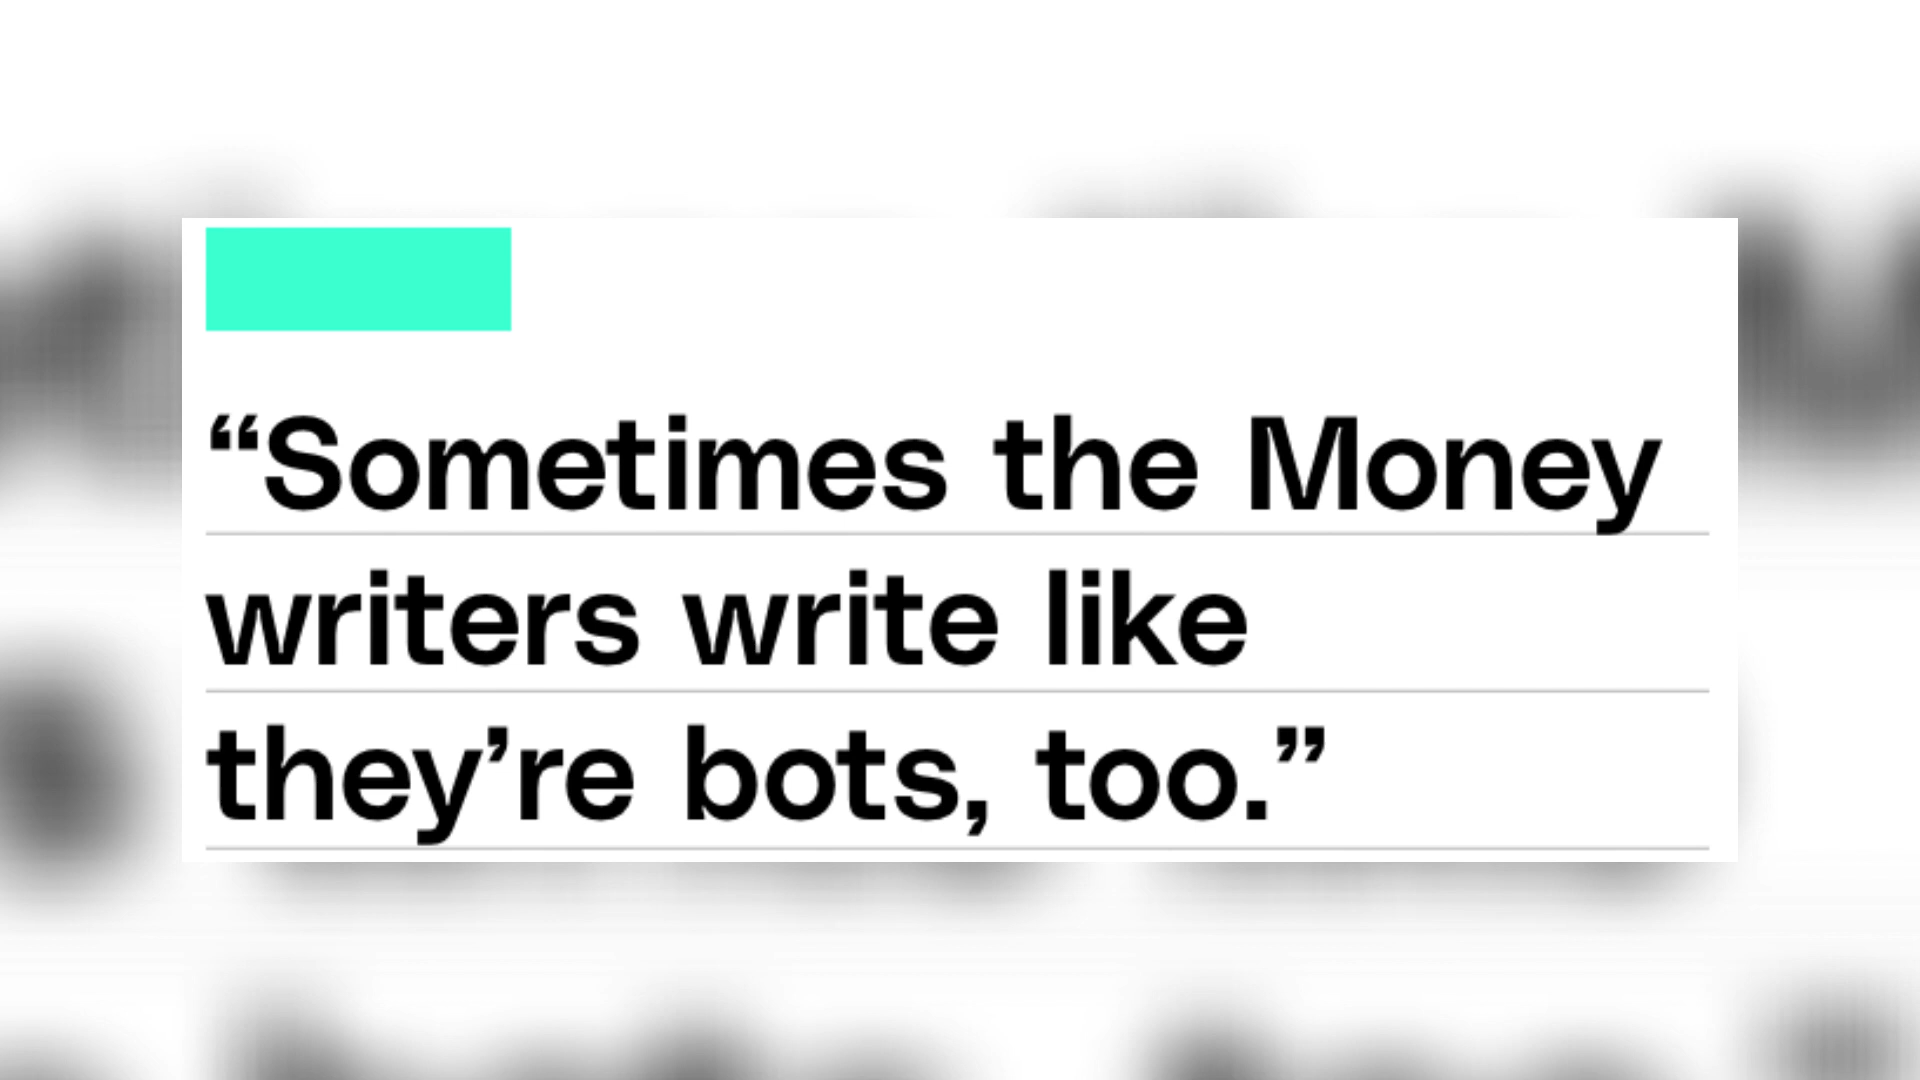 “Sometimes the Money
writers write like
they’re bots, too.”